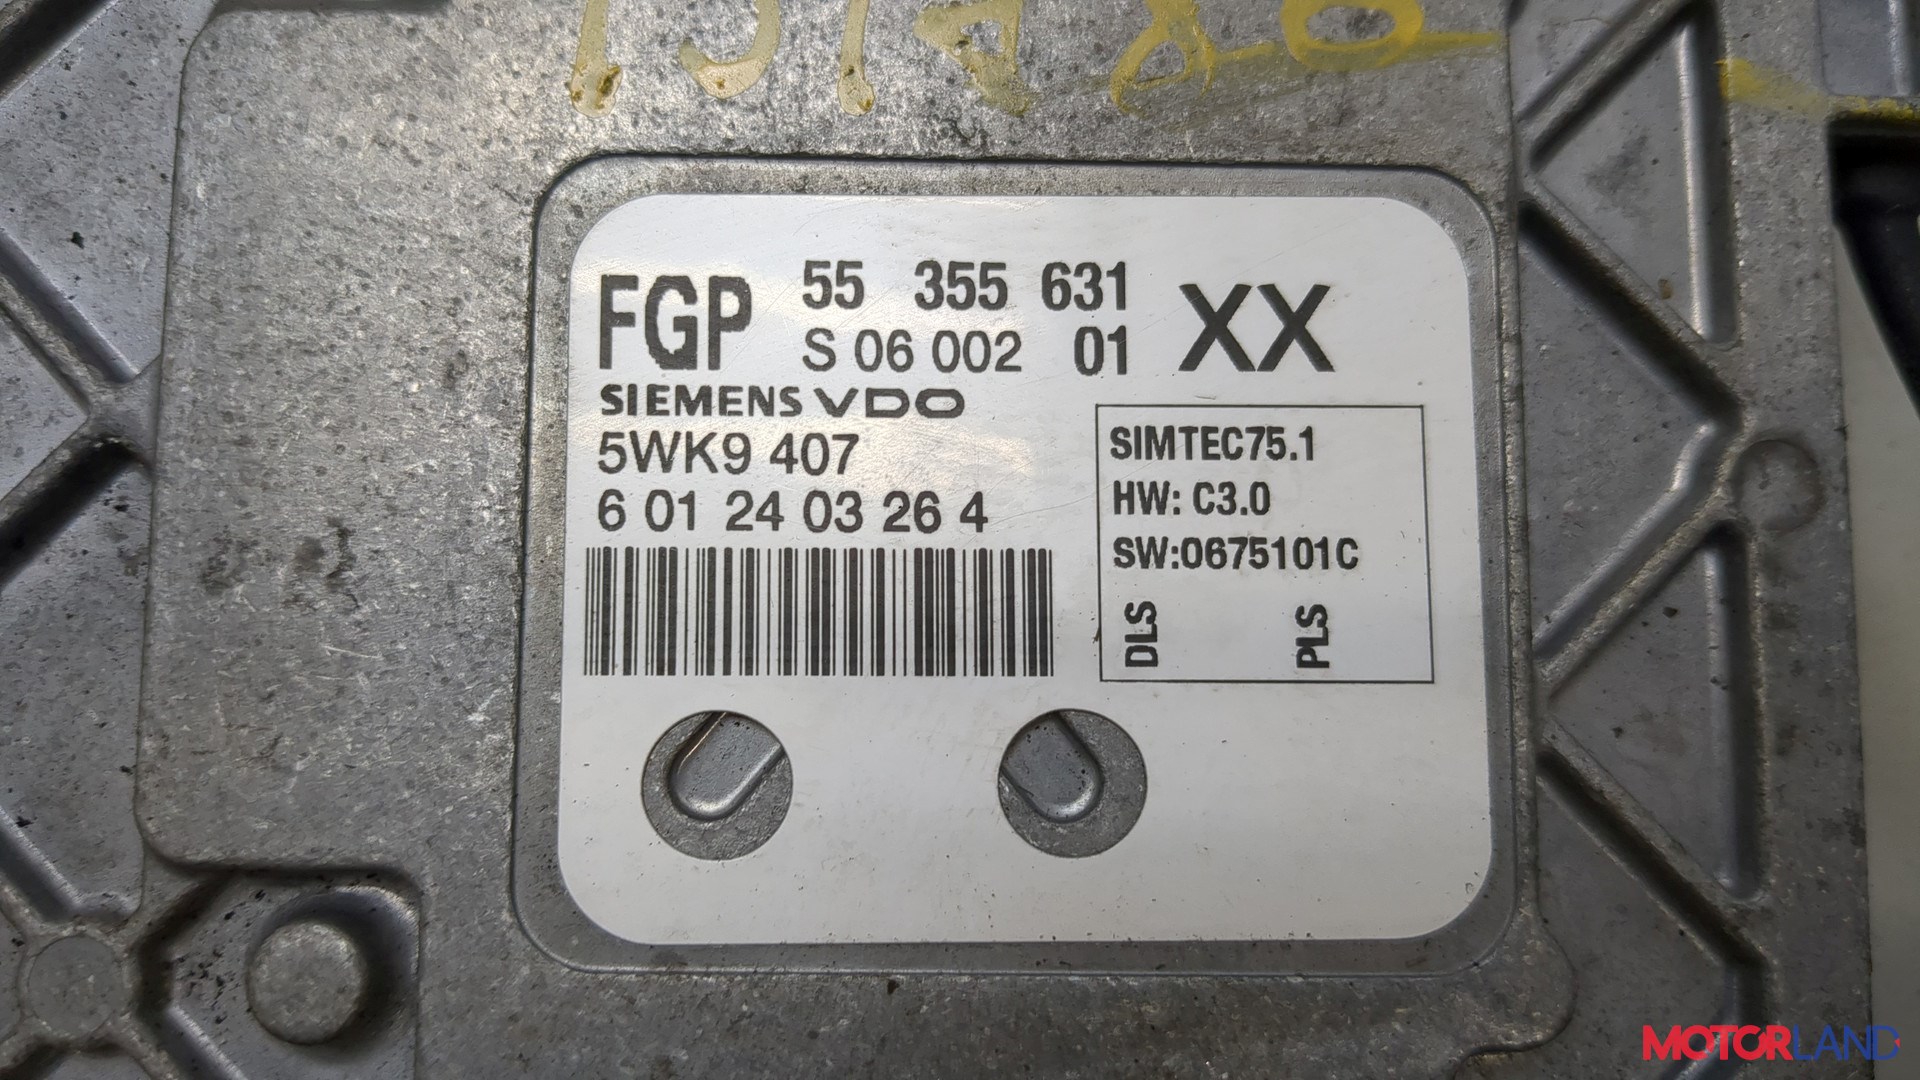 FGP 55 355 631 XX
S 06 002 01
SIEMENS VDO
5WK9 407
6 01 24 03 26 4
SIMTEC75.1
HW: C3.0
SW:0675101C
DLS
PLS
MOTORLAND